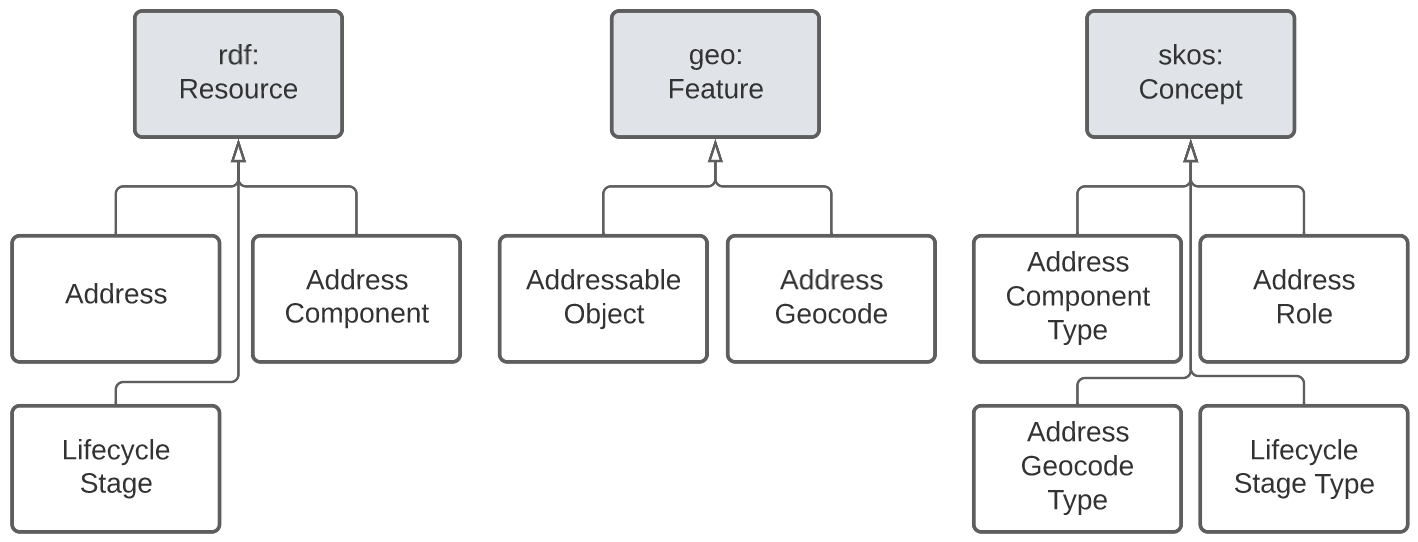 rdf:
Resource
geo:
Feature
skos:
Concept
Address
Address
Component
Addressable
Object
Address
Geocode
Address
Component
Type
Address
Role
Lifecycle
Stage
Address
Geocode
Type
Lifecycle
Stage Type